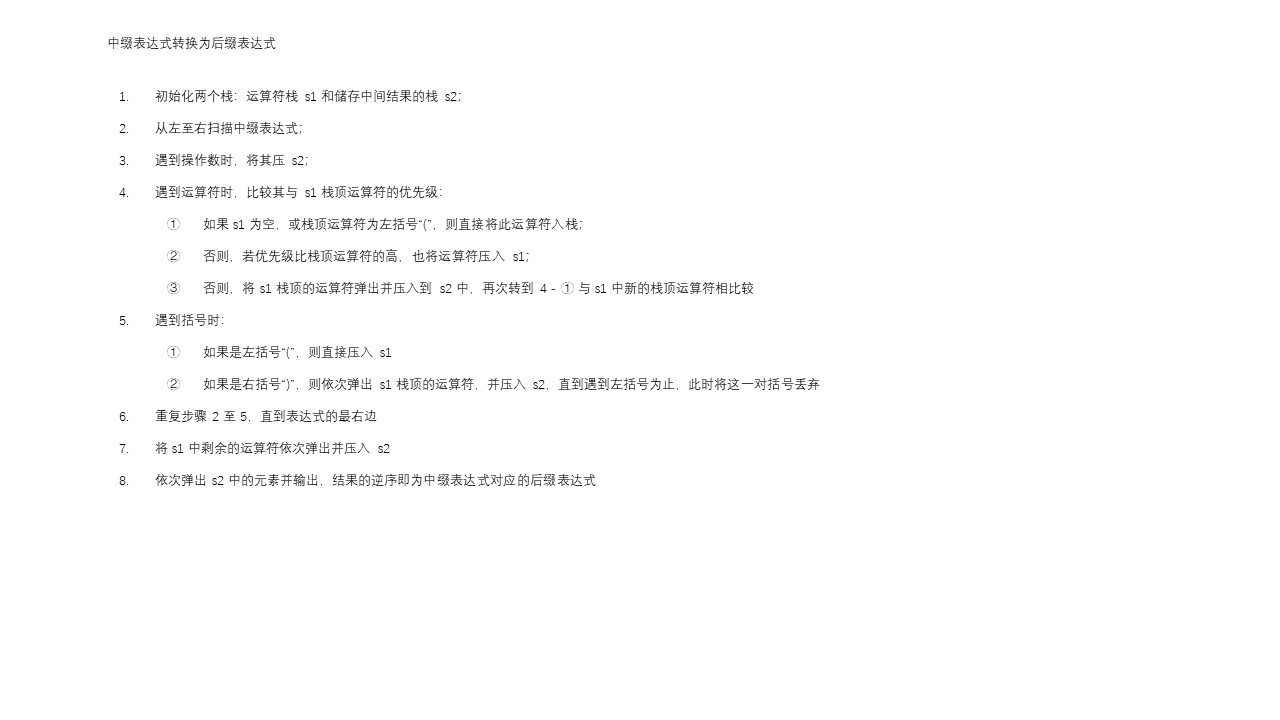 中缀表达式转换为后缀表达式
1. 初始化两个栈：运算符栈 s1 和储存中间结果的栈 s2；
2. 从左至右扫描中缀表达式；
3. 遇到操作数时，将其压 s2；
4. 遇到运算符时，比较其与 s1 栈顶运算符的优先级：
① 如果 s1 为空，或栈顶运算符为左括号“(”，则直接将此运算符入栈；
② 否则，若优先级比栈顶运算符的高，也将运算符压入 s1；
③ 否则，将 s1 栈顶的运算符弹出并压入到 s2 中，再次转到 4 - ① 与 s1 中新的栈顶运算符相比较
5. 遇到括号时：
① 如果是左括号“(”，则直接压入 s1
② 如果是右括号“)”，则依次弹出 s1 栈顶的运算符，并压入 s2，直到遇到左括号为止，此时将这一对括号丢弃
6. 重复步骤 2 至 5，直到表达式的最右边
7. 将 s1 中剩余的运算符依次弹出并压入 s2
8. 依次弹出 s2 中的元素并输出，结果的逆序即为中缀表达式对应的后缀表达式